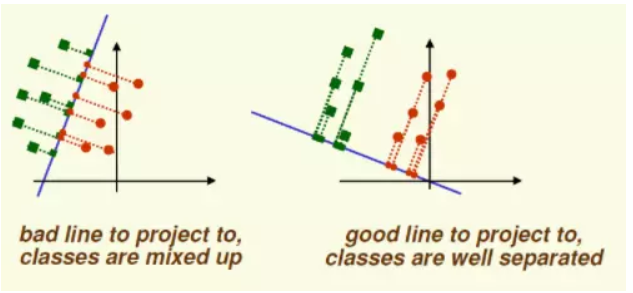 bad line to project to,
classes are mixed up
good line to project to,
classes are well separated